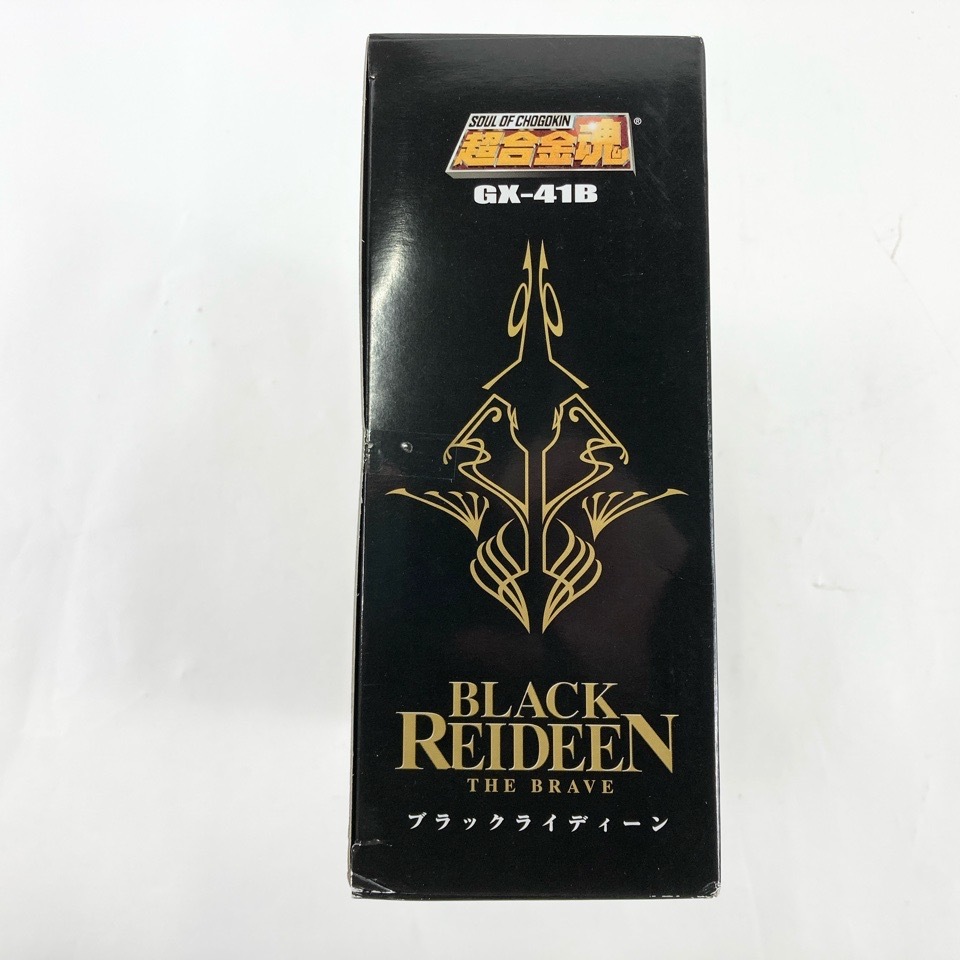 SOUL OF CHOGOKIN
超合金魂®
GX-41B
BLACK
REIDEEN
THE BRAVE
ブラックライディーン